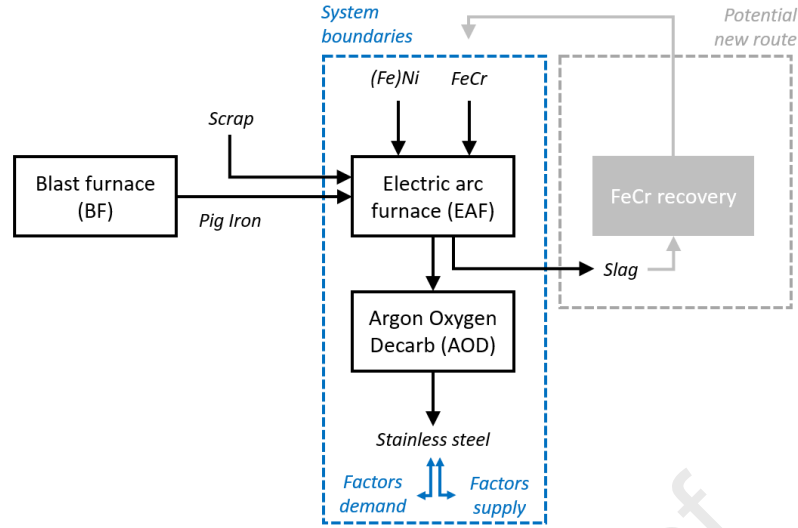 System
boundaries
Potential
new route
(Fe)Ni
FeCr
Scrap
Blast furnace
(BF)
Pig Iron
Electric arc
furnace (EAF)
FeCr recovery
Slag
Argon Oxygen
Decarb (AOD)
Stainless steel
Factors
demand
Factors
supply